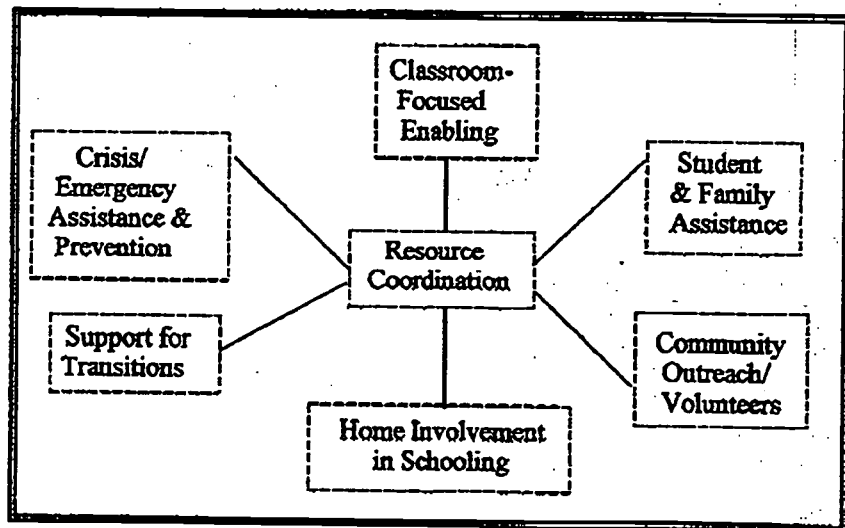 Classroom-
Focused
Enabling
Crisis/
Emergency
Assistance &
Prevention
Student
& Family
Assistance
Resource
Coordination
Support for
Transitions
Community
Outreach/
Volunteers
Home Involvement
in Schooling